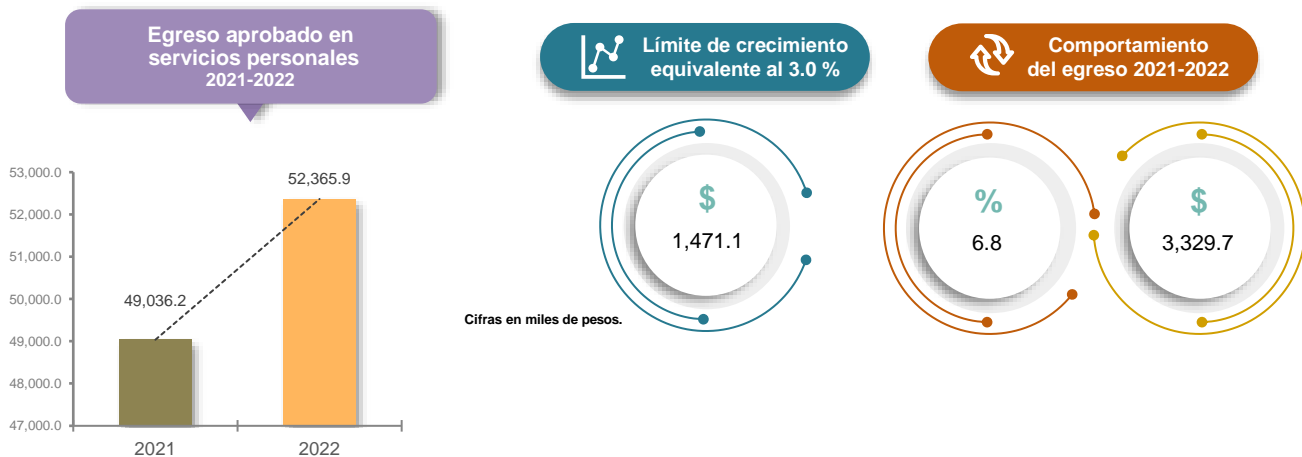 Egreso aprobado en
servicios personales
2021-2022
53,000.0
52,000.0
51,000.0
50,000.0
49,000.0
48,000.0
47,000.0
49,036.2
52,365.9
2021
2022
Límite de crecimiento
equivalente al 3.0 %
$
1,471.1
Cifras en miles de pesos.
Comportamiento
del egreso 2021-2022
%
6.8
$
3,329.7